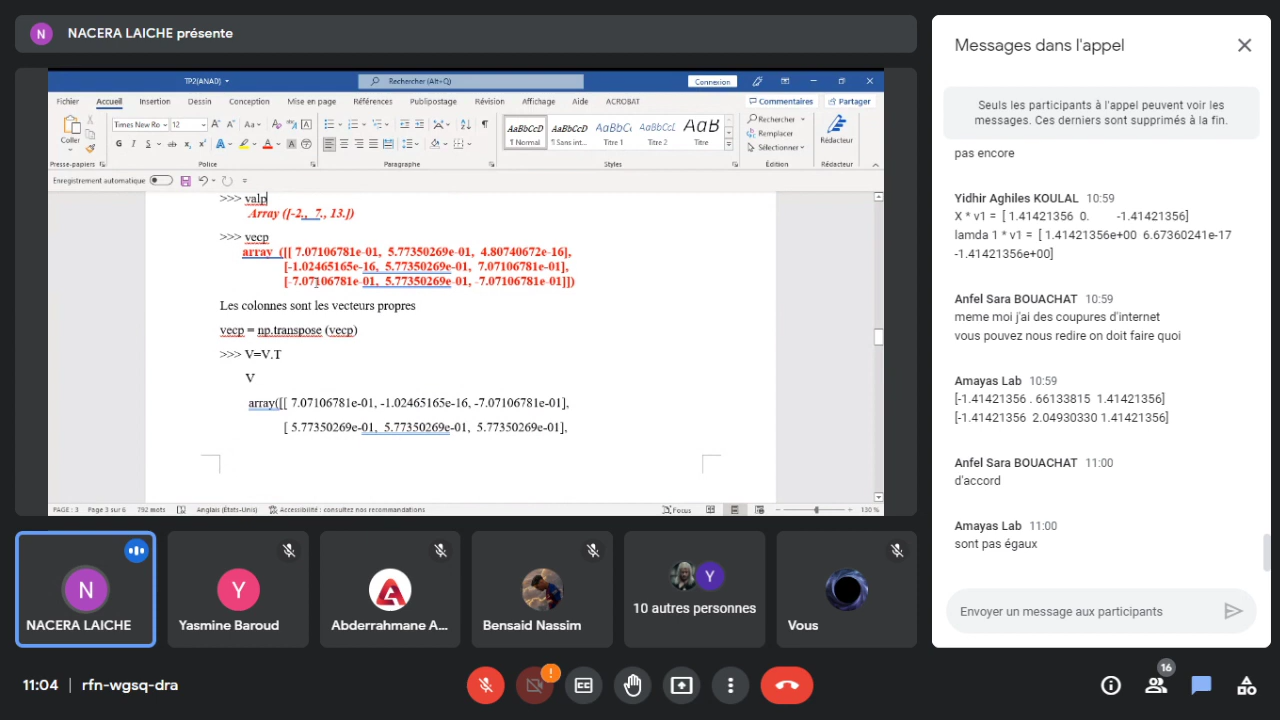 N
NACERA LAICHE présente
TP2(ANAD)
Rechercher (Alt+Q)
Connexion
Fichier Accueil Insertion Dessin Conception Mise en page Références Publipostage Révision Affichage Aide ACROBAT
Commentaires Partager
Coller
Times New Ro 12
AaBbCcD AaBbCcD AaBbC( AaBbCcL AaB
¶ Normal ¶ Sans int... Titre 1 Titre 2 Titre
Rechercher
Remplacer
Sélectionner
Rédacteur
Presse-papiers Police Paragraphe Styles Édition Rédacteur
Enregistrement automatique
>>> valp
Array ([-2., 7., 13.])
>>> vecp
array ([[ 7.07106781e-01, 5.77350269e-01, 4.80740672e-16],
[-1.02465165e-16, 5.77350269e-01, 7.07106781e-01],
[-7.07106781e-01, 5.77350269e-01, -7.07106781e-01]])
Les colonnes sont les vecteurs propres
vecp = np.transpose (vecp)
>>> V=V.T
V
array([[ 7.07106781e-01, -1.02465165e-16, -7.07106781e-01],
[ 5.77350269e-01, 5.77350269e-01, 5.77350269e-01],
PAGE : 3 Page 3 sur 6 792 mots Anglais (États-Unis) Accessibilité : consultez nos recommandations Focus 130 %
N
NACERA LAICHE
Y
Yasmine Baroud
Abderrahmane A...
Bensaid Nassim
Y
10 autres personnes
Vous
11:04 | rfn-wgsq-dra
16
Messages dans l'appel
Seuls les participants à l'appel peuvent voir les
messages. Ces derniers sont supprimés à la fin.
pas encore
Yidhir Aghiles KOULAL 10:59
X * v1 = [ 1.41421356 0. -1.41421356]
lamda 1 * v1 = [ 1.41421356e+00 6.67360241e-17
-1.41421356e+00]
Anfel Sara BOUACHAT 10:59
meme moi j'ai des coupures d'internet
vous pouvez nous redire on doit faire quoi
Amayas Lab 10:59
[-1.41421356 . 66133815 1.41421356]
[-1.41421356 2.04930330 1.41421356]
Anfel Sara BOUACHAT 11:00
d'accord
Amayas Lab 11:00
sont pas égaux
Envoyer un message aux participants